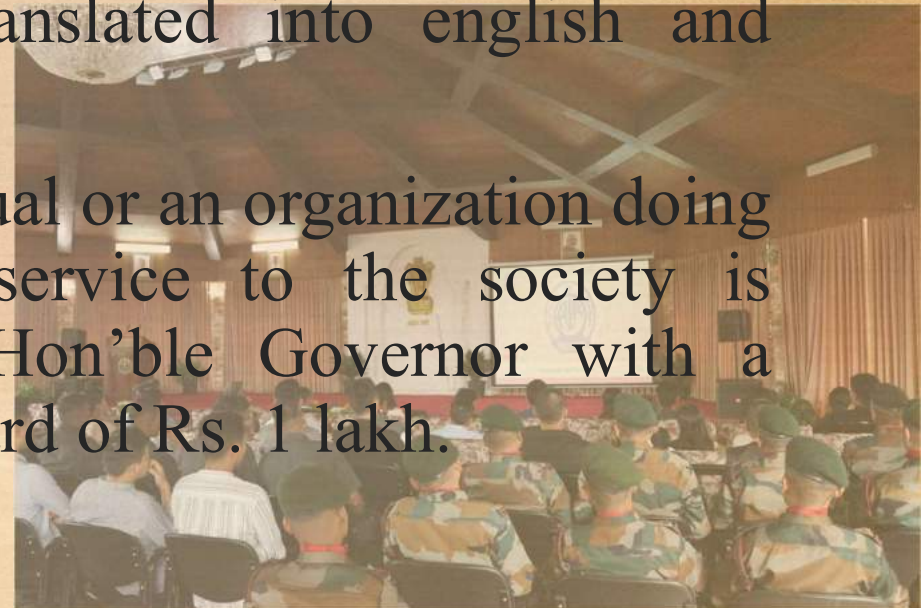 anslated into english and
ual or an organization doing
service to the society is
Hon’ble Governor with a
rd of Rs. 1 lakh.